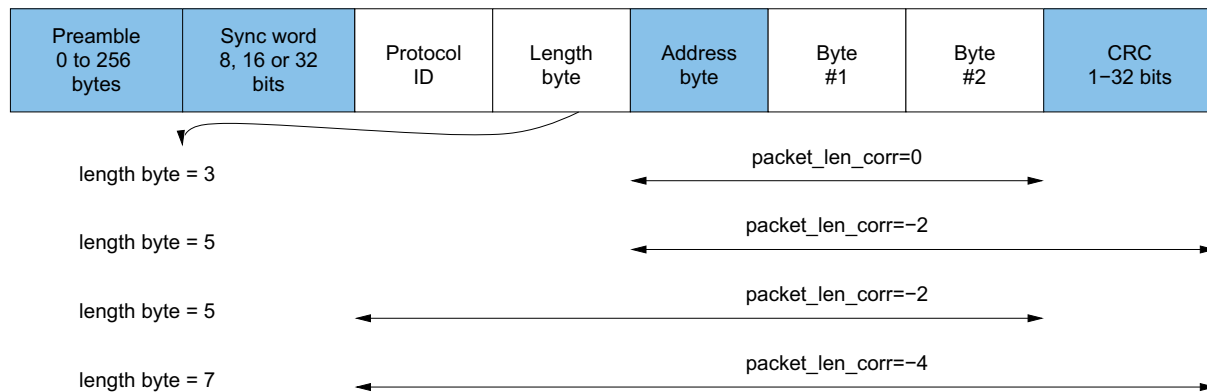 Preamble
0 to 256
bytes
Sync word
8, 16 or 32
bits
Protocol
ID
Length
byte
Address
byte
Byte
#1
Byte
#2
CRC
1−32 bits
length byte = 3
packet_len_corr=0
length byte = 5
packet_len_corr=−2
length byte = 5
packet_len_corr=−2
length byte = 7
packet_len_corr=−4